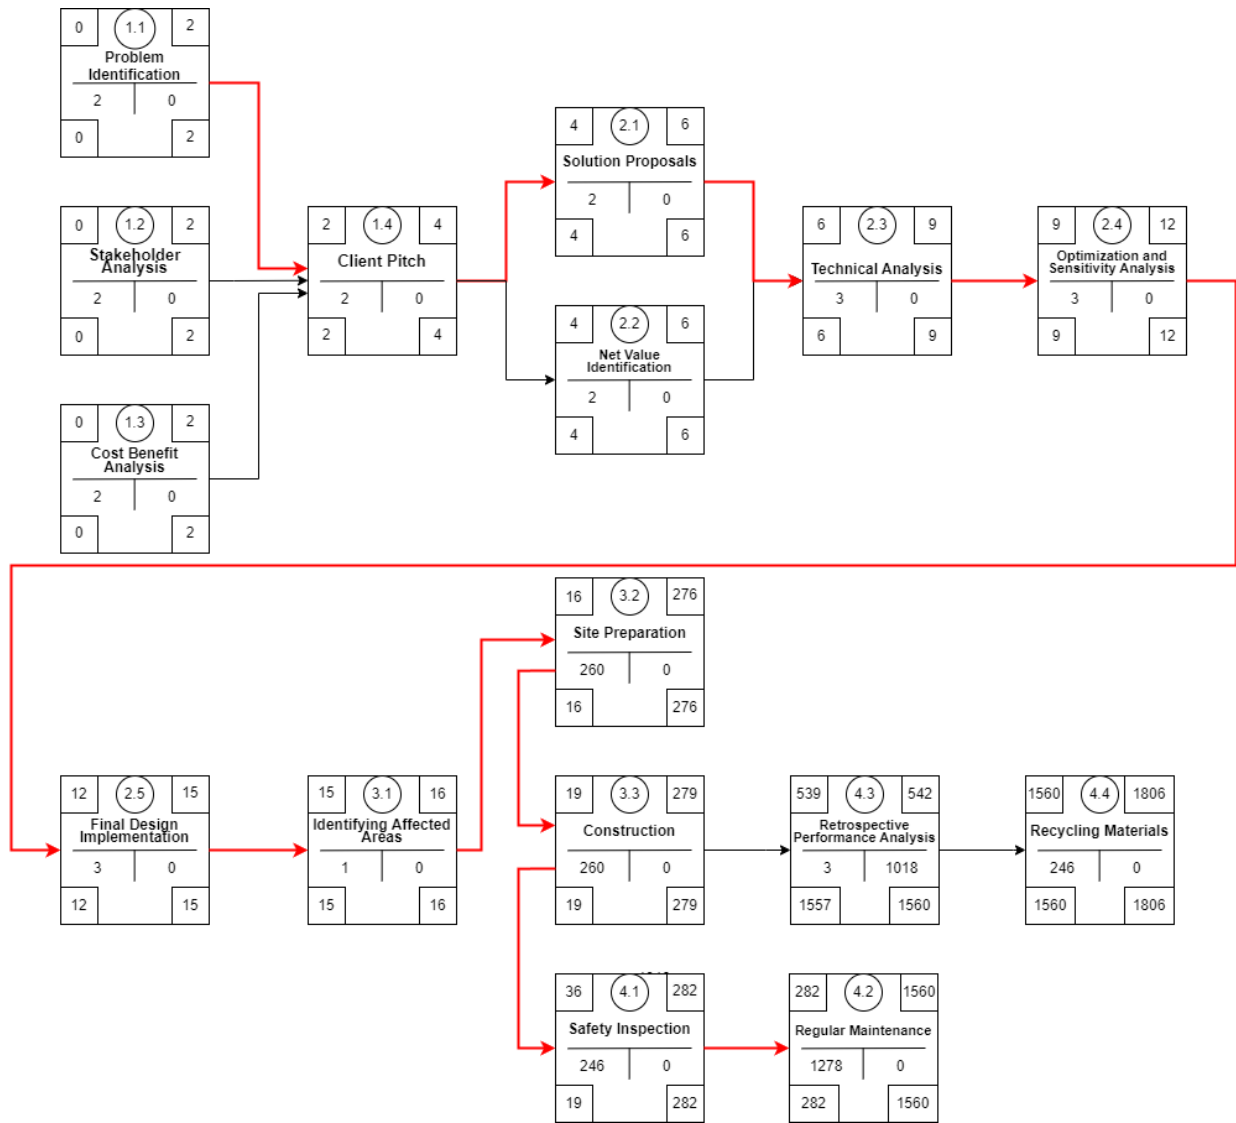 0 1.1 2
Problem
Identification
2 0
0 2
0 1.2 2
Stakeholder
Analysis
2 0
0 2
0 1.3 2
Cost Benefit
Analysis
2 0
0 2
2 1.4 4
Client Pitch
2 0
2 4
4 2.1 6
Solution Proposals
2 0
4 6
4 2.2 6
Net Value
Identification
2 0
4 6
6 2.3 9
Technical Analysis
3 0
6 9
9 2.4 12
Optimization and
Sensitivity Analysis
3 0
9 12
12 2.5 15
Final Design
Implementation
3 0
12 15
15 3.1 16
Identifying Affected
Areas
1 0
15 16
16 3.2 276
Site Preparation
260 0
16 276
19 3.3 279
Construction
260 0
19 279
539 4.3 542
Retrospective
Performance Analysis
3 1018
1557 1560
1560 4.4 1806
Recycling Materials
246 0
1560 1806
36 4.1 282
Safety Inspection
246 0
19 282
282 4.2 1560
Regular Maintenance
1278 0
282 1560